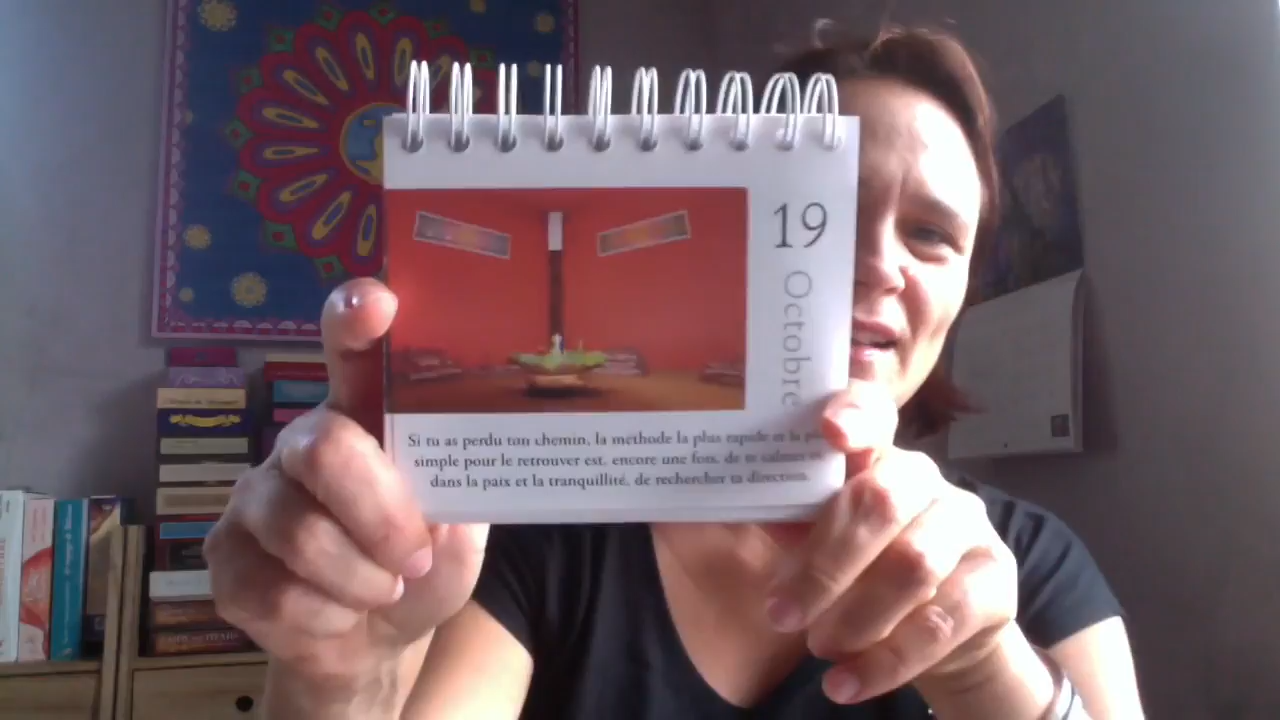 19
Octobre
Si tu as perdu ton chemin, la méthode la plus rapide et la
simple pour le retrouver est, encore une fois, de te calmer
dans la paix et la tranquillité, de rechercher ta direction.